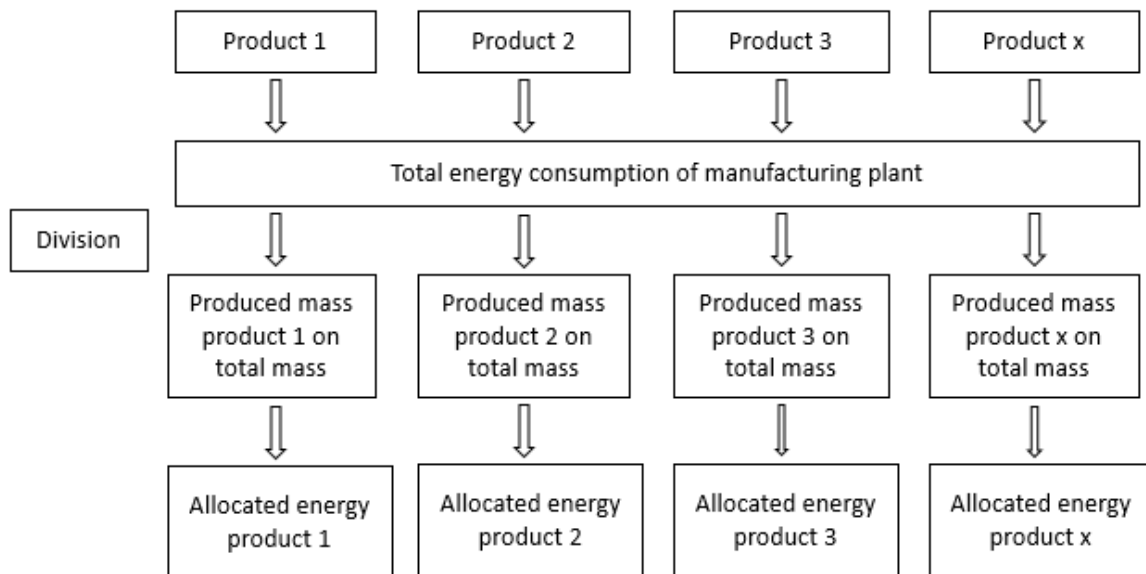 Product 1
Product 2
Product 3
Product x
Total energy consumption of manufacturing plant
Division
Produced mass
product 1 on
total mass
Produced mass
product 2 on
total mass
Produced mass
product 3 on
total mass
Produced mass
product x on
total mass
Allocated energy
product 1
Allocated energy
product 2
Allocated energy
product 3
Allocated energy
product x